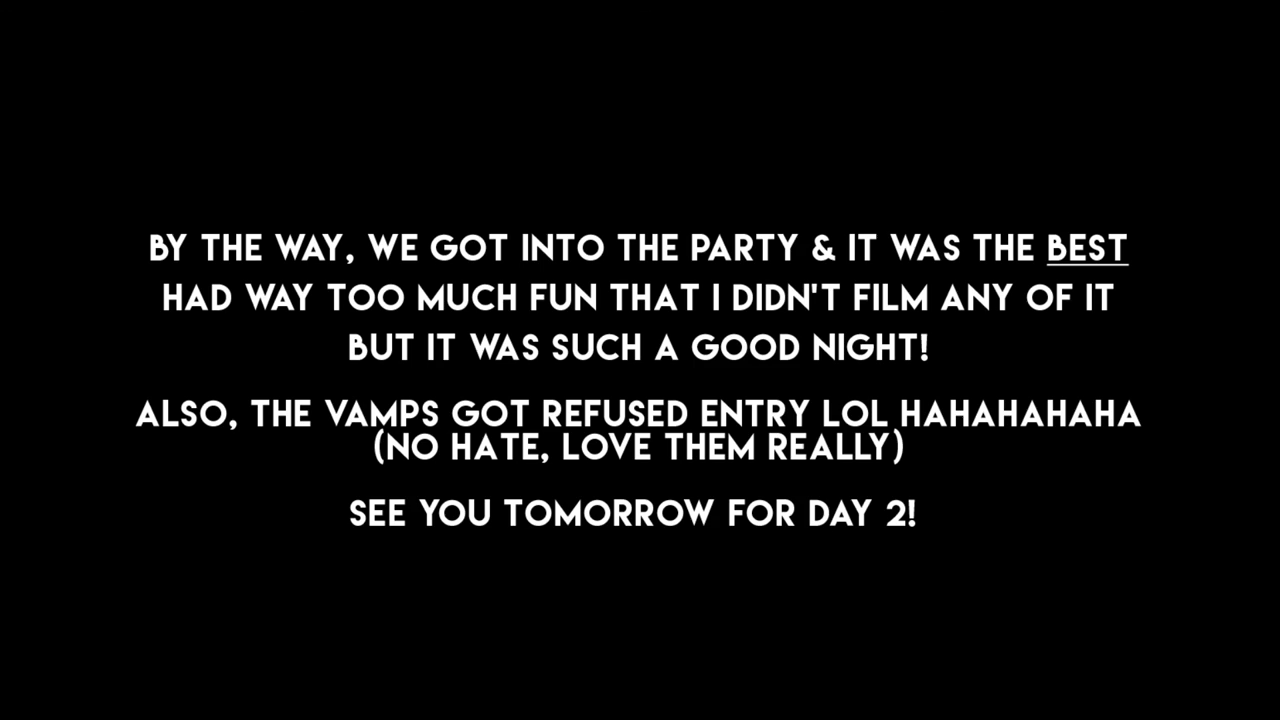 BY THE WAY, WE GOT INTO THE PARTY & IT WAS THE BEST
HAD WAY TOO MUCH FUN THAT I DIDN'T FILM ANY OF IT
BUT IT WAS SUCH A GOOD NIGHT!
ALSO, THE VAMPS GOT REFUSED ENTRY LOL HAHAHAHAHA
(NO HATE, LOVE THEM REALLY)
SEE YOU TOMORROW FOR DAY 2!